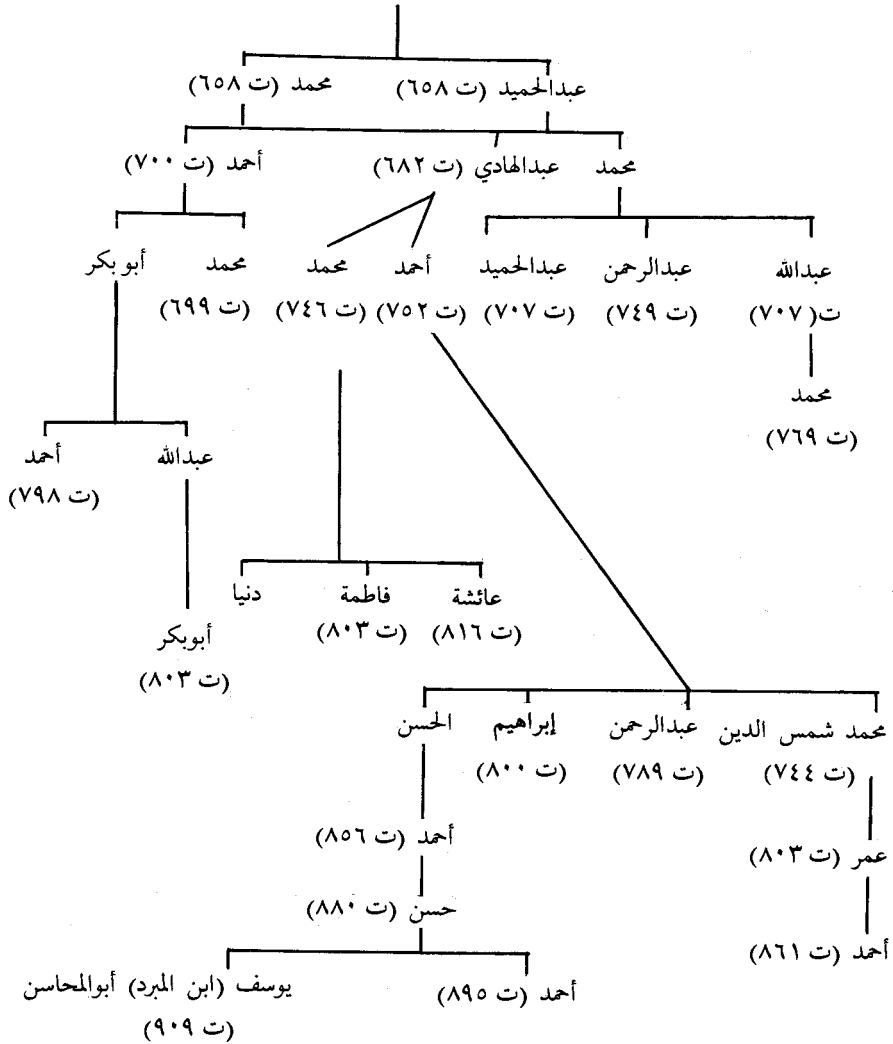 عبدالحميد (ت ٦٥٨) محمد (ت ٦٥٨)
محمد عبدالهادي (ت ٦٨٢) أحمد (ت ٧٠٠)
عبدالله عبدالرحمن عبدالحميد أحمد محمد محمد أبوبكر
ت( ٧٠٧) (ت ٧٤٩) (ت ٧٠٧) (ت ٧٥٢) (ت ٧٤٦) (ت ٦٩٩)
محمد
(ت ٧٦٩)
عبدالله أحمد
(ت ٧٩٨)
عائشة فاطمة دنيا
(ت ٨١٦) (ت ٨٠٣)
أبوبكر
(ت ٨٠٣)
محمد شمس الدين عبدالرحمن إبراهيم الحسن
(ت ٧٤٤) (ت ٧٨٩) (ت ٨٠٠)
أحمد (ت ٨٥٦)
عمر (ت ٨٠٣)
حسن (ت ٨٨٠)
أحمد (ت ٨٦١)
أحمد (ت ٨٩٥) يوسف (ابن المبرد) أبوالمحاسن
(ت ٩٠٩)